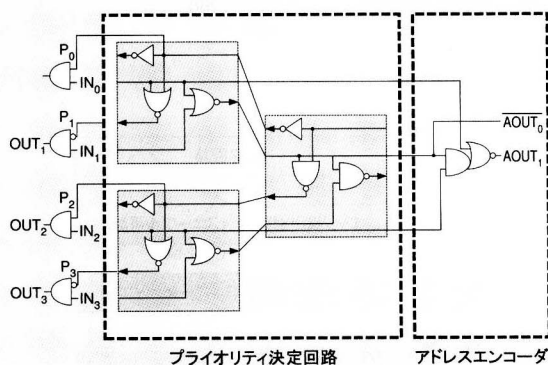 P0
IN0
P1
OUT1
IN1
P2
OUT2
IN2
P3
OUT3
IN3
AOUT0
AOUT1
プライオリティ決定回路
アドレスエンコーダ